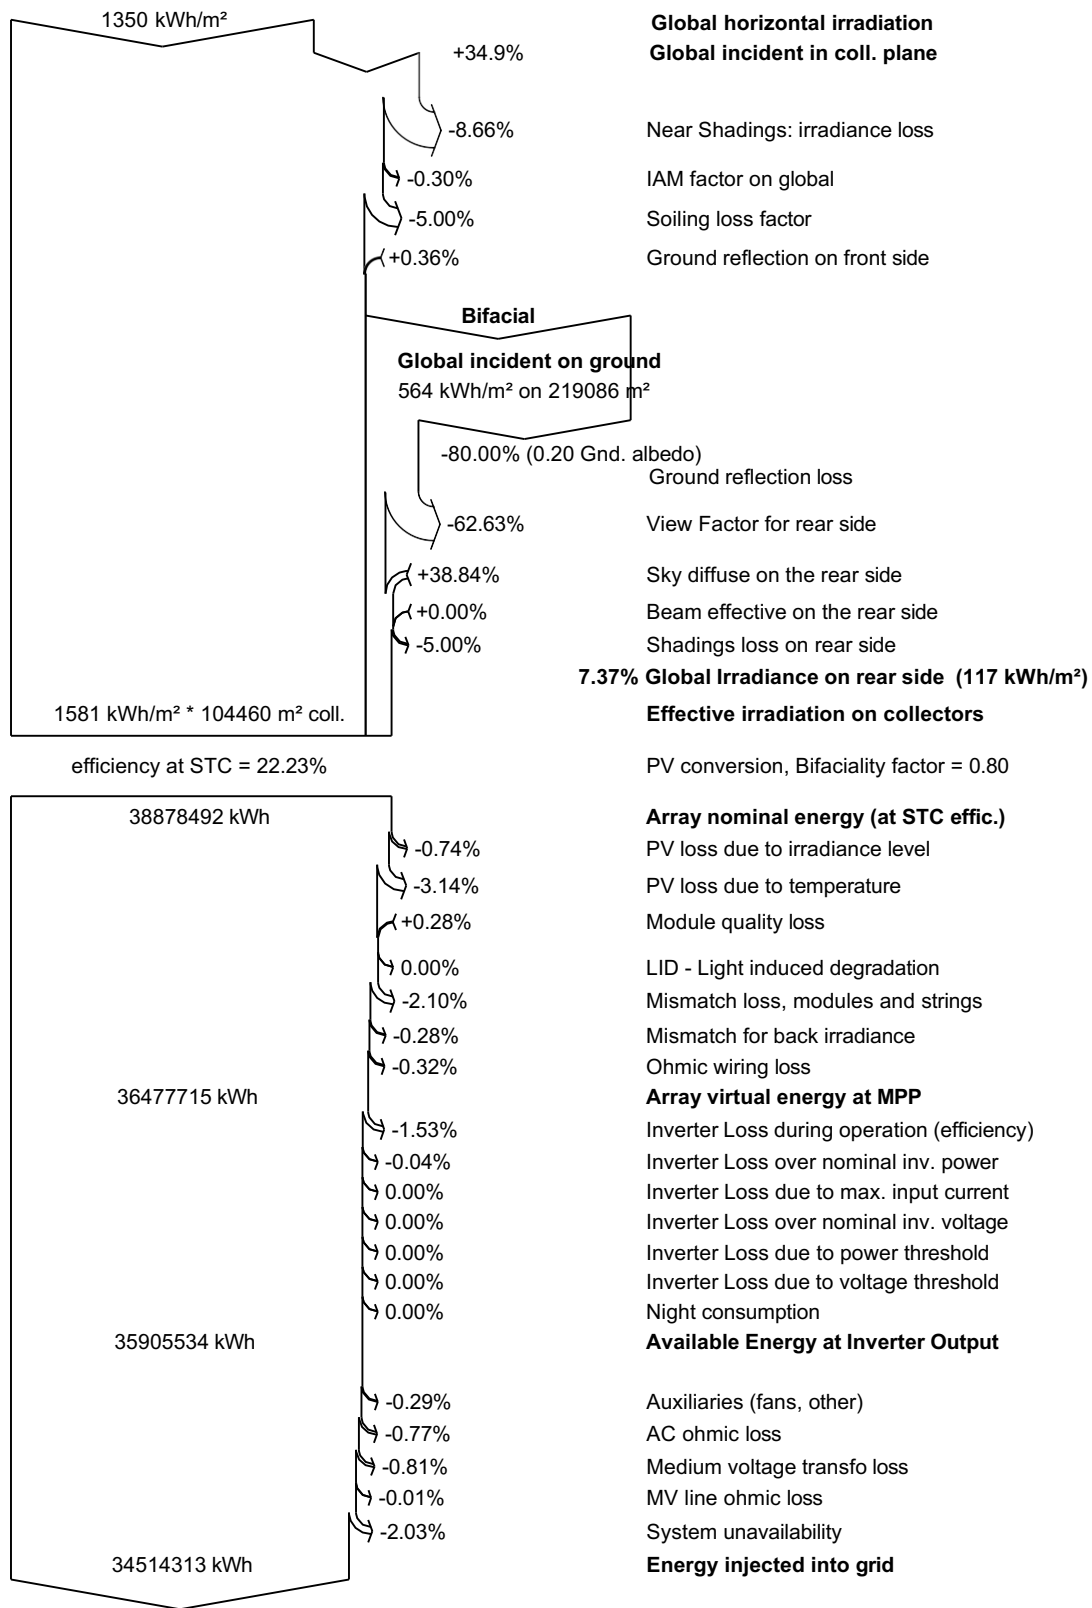 1350 kWh/m² Global horizontal irradiation
+34.9% Global incident in coll. plane
-8.66% Near Shadings: irradiance loss
-0.30% IAM factor on global
-5.00% Soiling loss factor
+0.36% Ground reflection on front side
Bifacial
Global incident on ground
564 kWh/m² on 219086 m²
-80.00% (0.20 Gnd. albedo)
Ground reflection loss
-62.63% View Factor for rear side
+38.84% Sky diffuse on the rear side
+0.00% Beam effective on the rear side
-5.00% Shadings loss on rear side
7.37% Global Irradiance on rear side (117 kWh/m²)
1581 kWh/m² * 104460 m² coll. Effective irradiation on collectors
efficiency at STC = 22.23% PV conversion, Bifaciality factor = 0.80
38878492 kWh Array nominal energy (at STC effic.)
-0.74% PV loss due to irradiance level
-3.14% PV loss due to temperature
+0.28% Module quality loss
0.00% LID - Light induced degradation
-2.10% Mismatch loss, modules and strings
-0.28% Mismatch for back irradiance
-0.32% Ohmic wiring loss
36477715 kWh Array virtual energy at MPP
-1.53% Inverter Loss during operation (efficiency)
-0.04% Inverter Loss over nominal inv. power
0.00% Inverter Loss due to max. input current
0.00% Inverter Loss over nominal inv. voltage
0.00% Inverter Loss due to power threshold
0.00% Inverter Loss due to voltage threshold
0.00% Night consumption
35905534 kWh Available Energy at Inverter Output
-0.29% Auxiliaries (fans, other)
-0.77% AC ohmic loss
-0.81% Medium voltage transfo loss
-0.01% MV line ohmic loss
-2.03% System unavailability
34514313 kWh Energy injected into grid